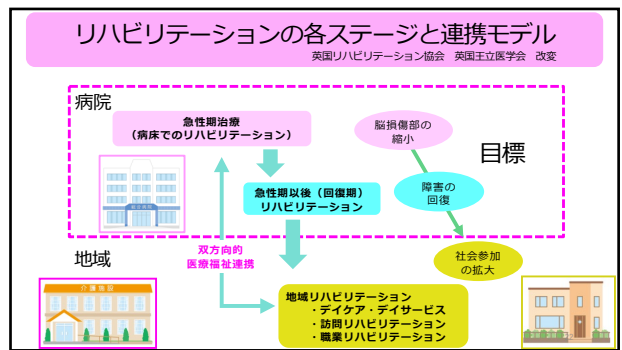 リハビリテーションの各ステージと連携モデル
英国リハビリテーション協会　英国王立医学会　改変
病院
急性期治療
（病床でのリハビリテーション）
脳損傷部の
縮小
目標
急性期以後（回復期）
リハビリテーション
障害の
回復
総合病院
地域
双方向的
医療福祉連携
社会参加
の拡大
介護施設
地域リハビリテーション
・デイケア・デイサービス
・訪問リハビリテーション
・職業リハビリテーション